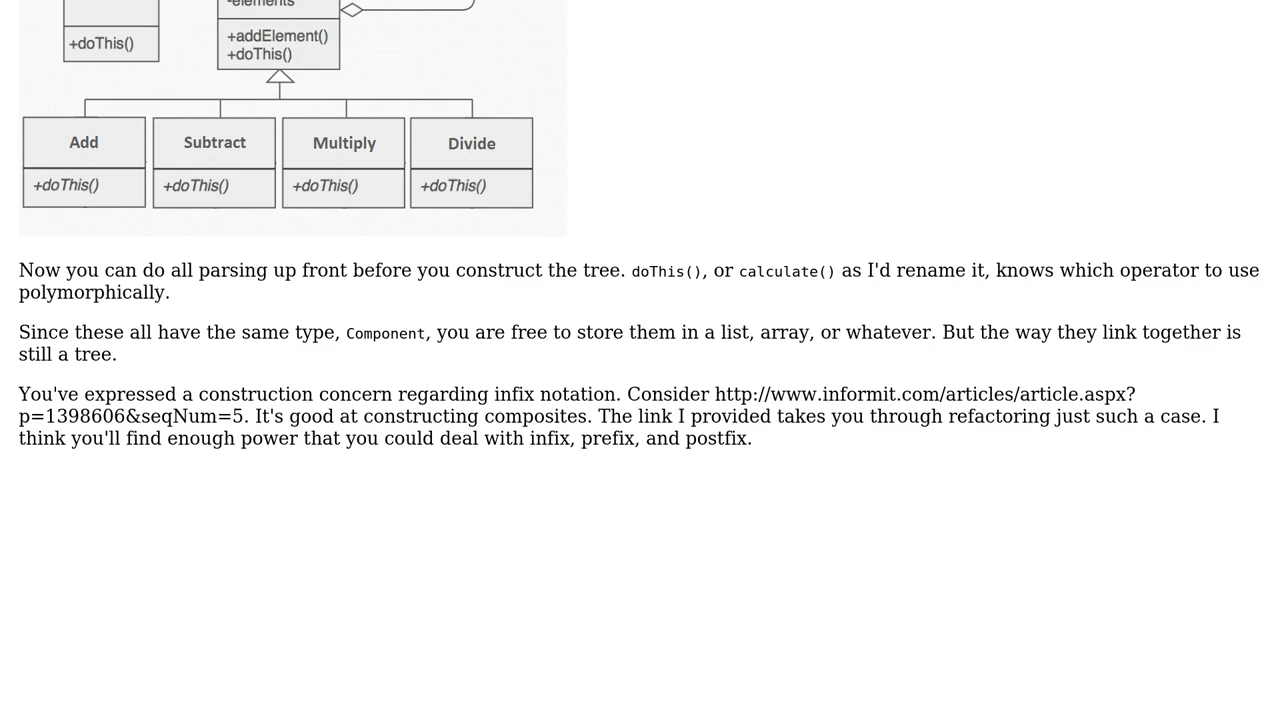 -elements
+doThis()
+addElement()
+doThis()
Add Subtract Multiply Divide
+doThis() +doThis() +doThis() +doThis()
Now you can do all parsing up front before you construct the tree. doThis(), or calculate() as I'd rename it, knows which operator to use
polymorphically.
Since these all have the same type, Component, you are free to store them in a list, array, or whatever. But the way they link together is
still a tree.
You've expressed a construction concern regarding infix notation. Consider http://www.informit.com/articles/article.aspx?
p=1398606&seqNum=5. It's good at constructing composites. The link I provided takes you through refactoring just such a case. I
think you'll find enough power that you could deal with infix, prefix, and postfix.